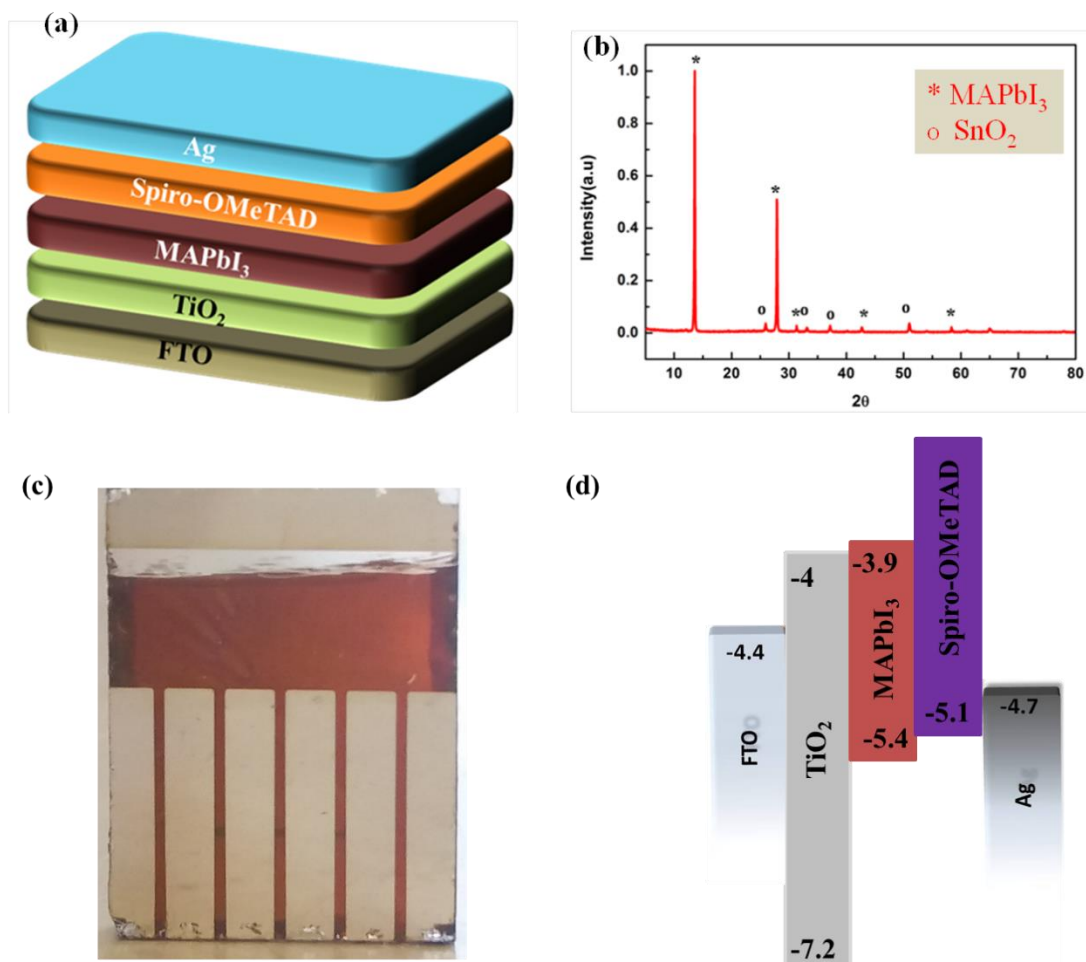 (a)
Ag
Spiro-OMeTAD
MAPbI₃
TiO₂
FTO
(b)
* MAPbI₃
o SnO₂
Intensity(a.u)
1.0
0.8
0.6
0.4
0.2
0.0
*
*
o
*
o
o
*
o
*
10 20 30 40 50 60 70 80
2θ
(c)
(d)
-4.4
FTO
-4
TiO₂
-7.2
-3.9
MAPbI₃
-5.4
Spiro-OMeTAD
-5.1
-4.7
Ag